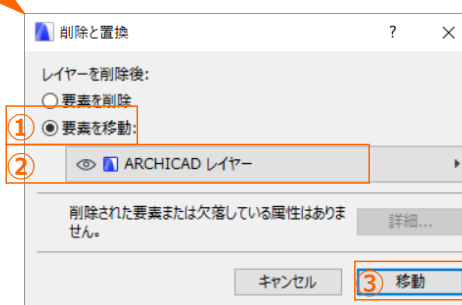 削除と置換 ?
レイヤーを削除後:
要素を削除
① 要素を移動:
② ARCHICAD レイヤー
削除された要素または欠落している属性はありま
せん。
詳細...
キャンセル ③ 移動